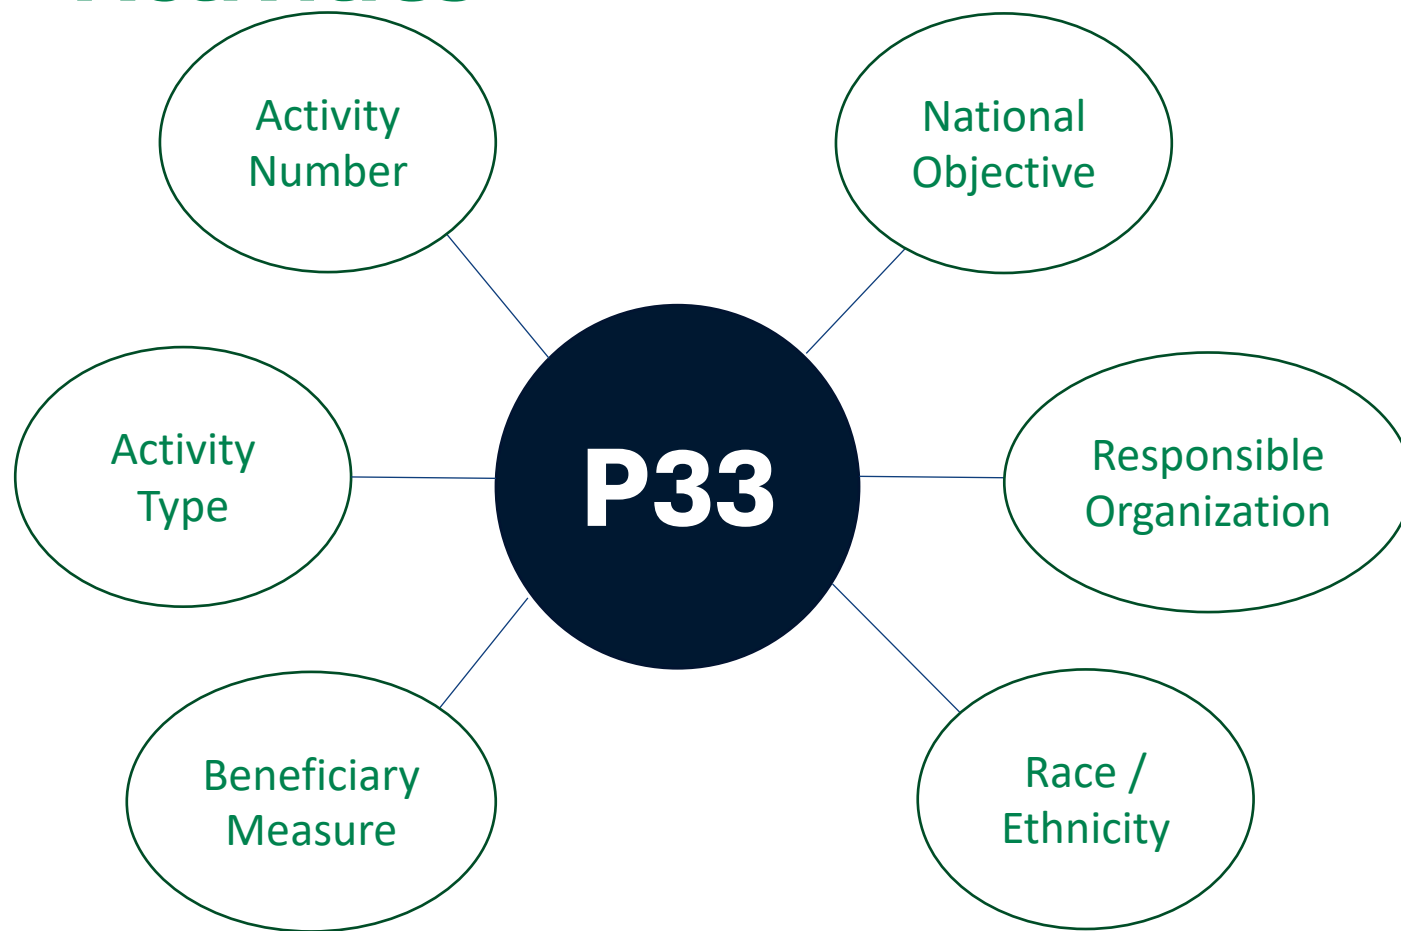 Activity
Number
National
Objective
Activity
Type
P33
Responsible
Organization
Beneficiary
Measure
Race /
Ethnicity